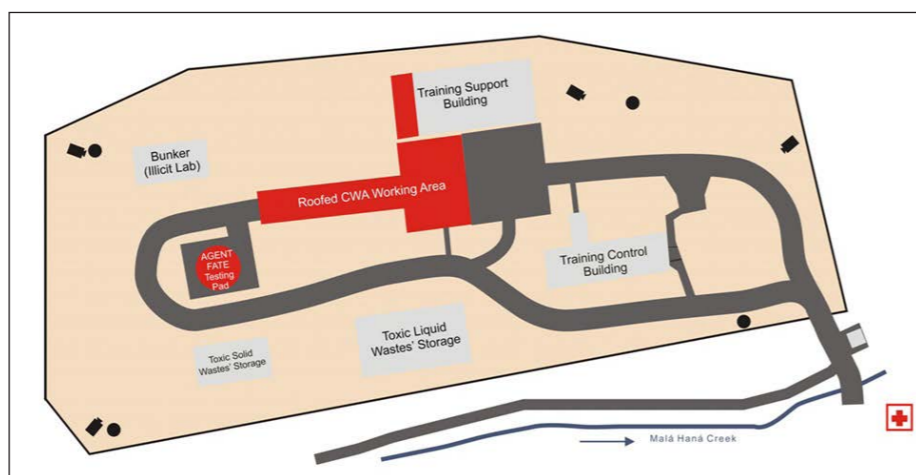 Training Support
Building
Bunker
(Illicit Lab)
Roofed CWA Working Area
AGENT
FATE
Testing
Pad
Training Control
Building
Toxic Liquid
Wastes' Storage
Toxic Solid
Wastes' Storage
Malá Haná Creek